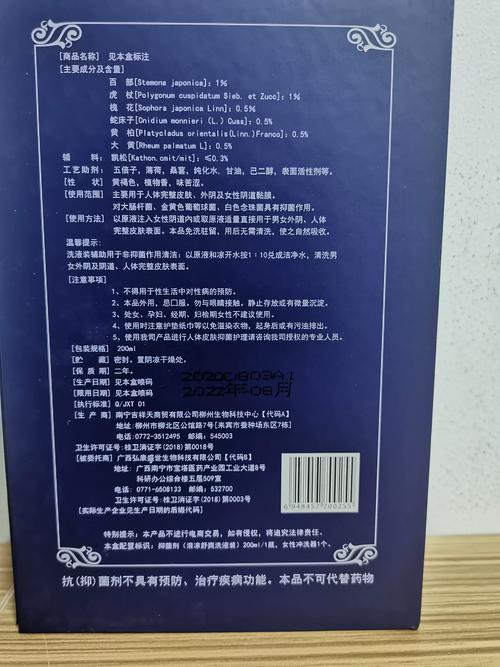 [商品名称] 见本盒标注
[主要成分及含量]
百 部[Stemona japonica]：1%
虎 杖[Polygonum cuspidatum Sieb. et Zucc]：1%
槐 花[Sophora japonica Linn]：0.5%
蛇床子[Cnidium monnieri (L.) Cuss]：0.5%
黄 柏[Platycladus orientalis(Linn.)Franco]：0.5%
大 黄[Rheum palmatum L]：0.5%
辅 料：凯松[Kathon.cmit/mit]：≤0.3%
工艺助剂：五倍子，薄荷，桑葚，纯化水，甘油，己二醇，表面活性剂等。
[性 状] 黄褐色，植物香，味苦涩。
[使用范围] 主要用于人体完整皮肤、外阴及女性阴道黏膜。
对大肠杆菌、金黄色葡萄球菌、白色念珠菌具有抑菌作用。
[使用方法] 以原液注入女性阴道内或取原液适量直接用于男女外阴、人体
完整皮肤表面。本品免洗驻留，用后无需清洗，使之自然吸收。
温馨提示：
洗液装辅助用于非抑菌作用清洁：以原液和凉开水按1：10兑成洁净水，清洗男
女外阴及阴道、人体完整皮肤表面。
[注意事项]
1、不得用于性生活中对性病的预防。
2、本品外用，忌口服。勿与眼睛接触。静止存放或有微量沉淀。
3、处女、孕妇、经期、妇检期女性不建议使用。
4、使用时注意护垫纸巾等以免滋染衣物，起身后或有污浊排出。
5、使用我司产品进行人体皮肤抑菌护理请咨询我司授权的专业人员。
[包装规格] 200ml
[贮 藏] 密封。置阴凉干燥处。
[保 质 期] 二年。
[生产日期] 见本盒喷码
20200803A1
[限用日期] 见本盒喷码
2022年08月
[执行标准] Q/JXT 01
[生 产 商] 南宁吉祥天商贸有限公司柳州生物科技中心【代码A】
地址：柳州市柳北区公馆路7号[来宾市蚕种场东区7栋]
电话：0772-3512495 邮编：545003
卫生许可证号：桂卫消证字(2018)第0018号
[被委托商] 广西弘泉盛世生物科技有限公司【代码B】
地址：广西南宁市宝塔医药产业园工业大道8号
科研办公综合楼五层509室
电话：0771-6508133 邮编：532700
卫生许可证号：桂卫消证字(2018)第0003号
[实际生产企业见生产日期的后缀代码]
6 948457 700255
特别提示：本产品不进行电商交易，如有侵权，将追究法律责任。
本盒配置标识：抑菌剂（清凉舒爽洗液装）200ml/1瓶，女性冲洗器1个。
抗(抑)菌剂不具有预防、治疗疾病功能。本品不可代替药物